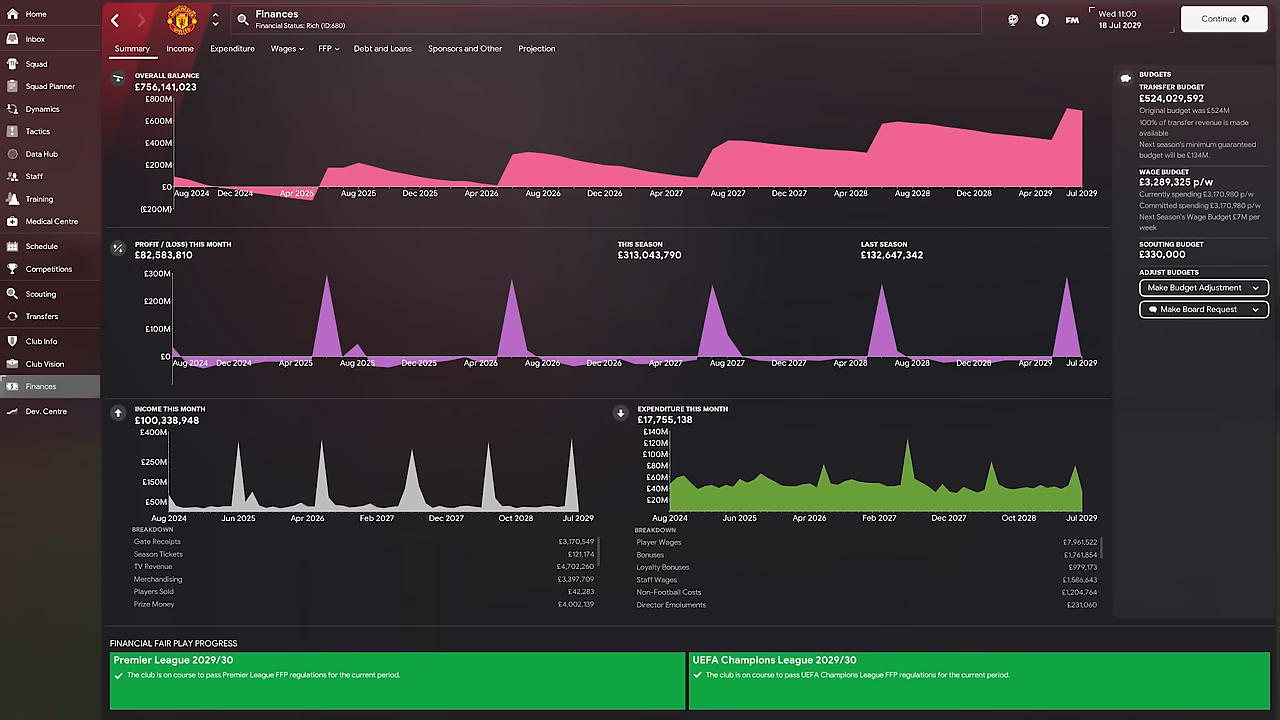 Home
Inbox
Squad
Squad Planner
Dynamics
Tactics
Data Hub
Staff
Training
Medical Centre
Schedule
Competitions
Scouting
Transfers
Club Info
Club Vision
Finances
Dev. Centre
Finances
Financial Status: Rich (ID:680)
FM
Wed 11:00
18 Jul 2029
Continue
Summary Income Expenditure Wages FFP Debt and Loans Sponsors and Other Projection
OVERALL BALANCE
£756,141,023
£800M
£600M
£400M
£200M
£0
(£200M)
Aug 2024 Dec 2024 Apr 2025 Aug 2025 Dec 2025 Apr 2026 Aug 2026 Dec 2026 Apr 2027 Dec 2027 Apr 2028 Aug 2028 Dec 2028 Apr 2029 Jul 2029
PROFIT / (LOSS) THIS MONTH
£82,583,810
THIS SEASON
£313,043,790
LAST SEASON
£132,647,342
£300M
£200M
£100M
£0
Aug 2024 Dec 2024 Apr 2025 Aug 2025 Dec 2025 Apr 2026 Aug 2026 Dec 2026 Apr 2027 Dec 2027 Apr 2028 Aug 2028 Dec 2028 Apr 2029 Jul 2029
INCOME THIS MONTH
£100,338,948
£400M
£250M
£150M
£50M
Aug 2024 Jun 2025 Apr 2026 Feb 2027 Dec 2027 Oct 2028 Jul 2029
BREAKDOWN
Gate Receipts £3,170,549
Season Tickets £121,174
TV Revenue £4,702,260
Merchandising £3,397,709
Players Sold £42,283
Prize Money £4,002,139
EXPENDITURE THIS MONTH
£17,755,138
£140M
£120M
£100M
£80M
£60M
£40M
£20M
Aug 2024 Jun 2025 Apr 2026 Feb 2027 Dec 2027 Oct 2028 Jul 2029
BREAKDOWN
Player Wages £7,961,522
Bonuses £1,761,854
Loyalty Bonuses £979,173
Staff Wages £1,586,643
Non-Football Costs £1,204,764
Director Emoluments £231,060
BUDGETS
TRANSFER BUDGET
£524,029,592
Original budget was £524M
100% of transfer revenue is made
available
Next season's minimum guaranteed
budget will be £134M.
WAGE BUDGET
£3,289,325 p/w
Currently spending £3,170,980 p/w
Committed spending £3,170,980 p/w
Next Season's Wage Budget £7M per
week
SCOUTING BUDGET
£330,000
ADJUST BUDGETS
Make Budget Adjustment
Make Board Request
FINANCIAL FAIR PLAY PROGRESS
Premier League 2029/30
The club is on course to pass Premier League FFP regulations for the current period.
UEFA Champions League 2029/30
The club is on course to pass UEFA Champions League FFP regulations for the current period.